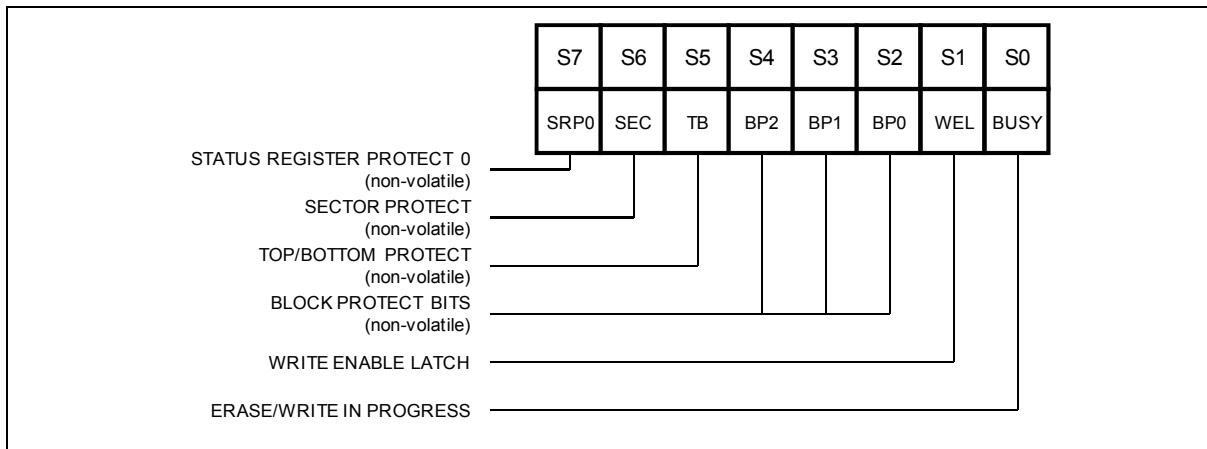 S7 S6 S5 S4 S3 S2 S1 S0
SRP0 SEC TB BP2 BP1 BP0 WEL BUSY
STATUS REGISTER PROTECT 0
(non-volatile)
SECTOR PROTECT
(non-volatile)
TOP/BOTTOM PROTECT
(non-volatile)
BLOCK PROTECT BITS
(non-volatile)
WRITE ENABLE LATCH
ERASE/WRITE IN PROGRESS